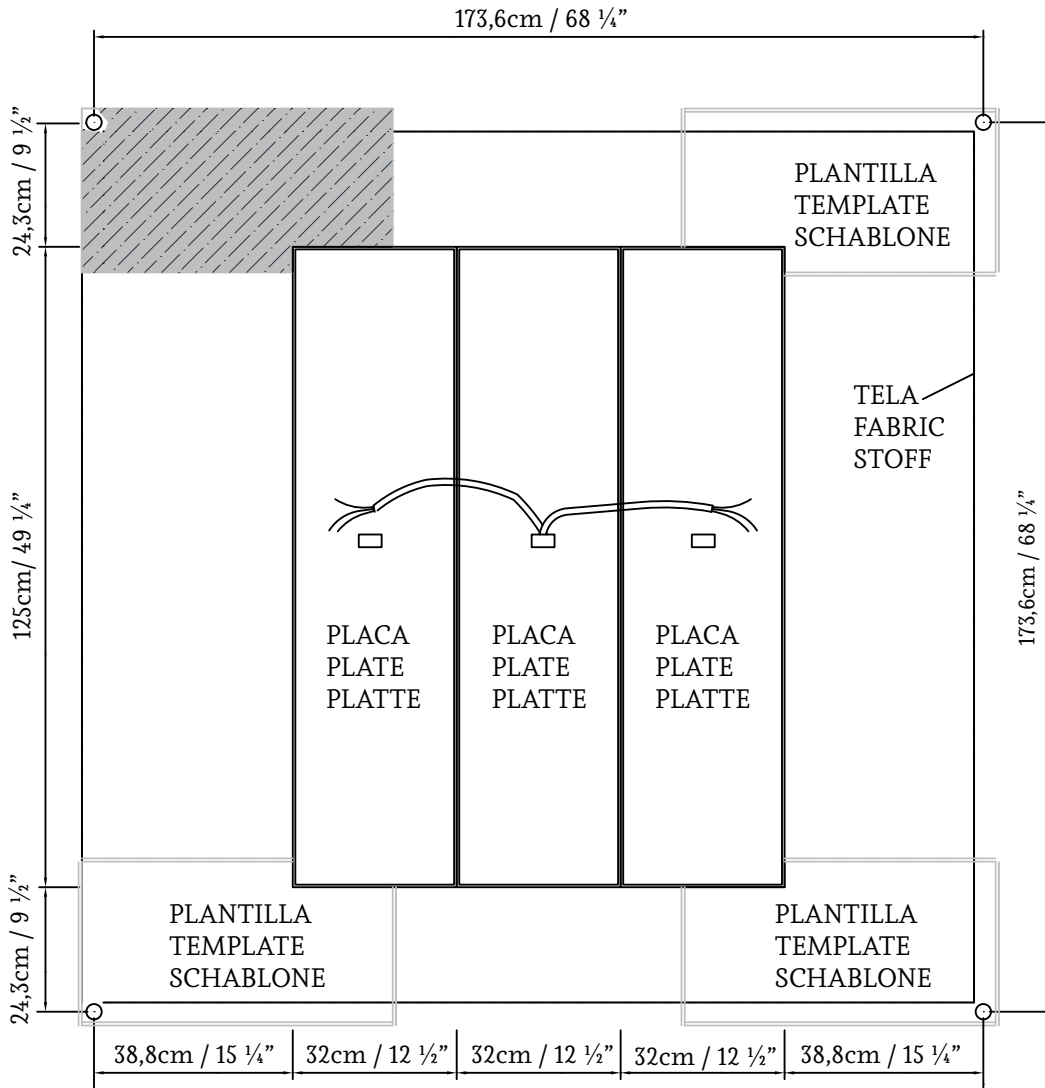 173,6cm / 68 ¼”
24,3cm / 9 ½”
PLANTILLA
TEMPLATE
SCHABLONE
TELA
FABRIC
STOFF
125cm/ 49 ¼”
173,6cm / 68 ¼”
PLACA
PLATE
PLATTE
PLACA
PLATE
PLATTE
PLACA
PLATE
PLATTE
24,3cm / 9 ½”
PLANTILLA
TEMPLATE
SCHABLONE
PLANTILLA
TEMPLATE
SCHABLONE
38,8cm / 15 ¼”
32cm / 12 ½”
32cm / 12 ½”
32cm / 12 ½”
38,8cm / 15 ¼”